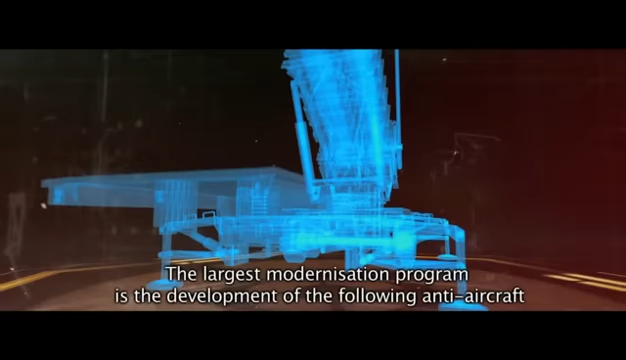 The largest modernisation program
is the development of the following anti-aircraft